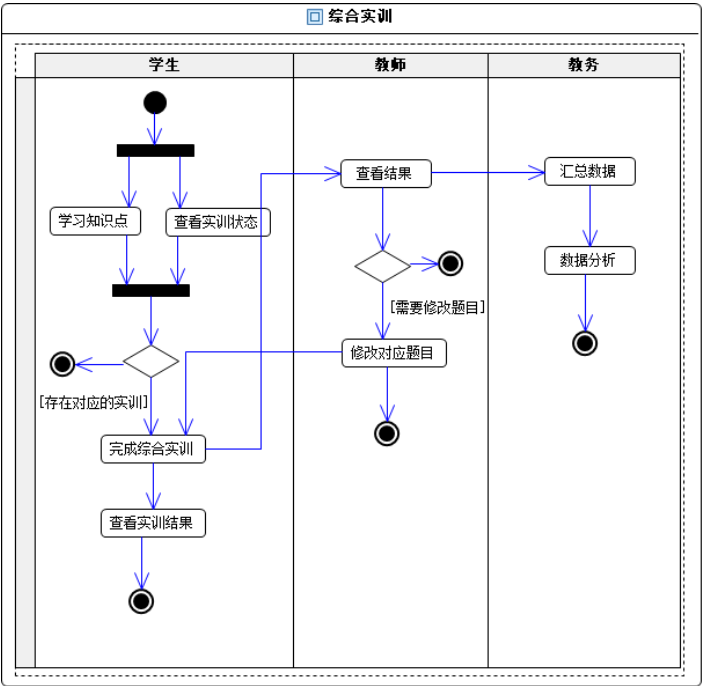 综合实训
学生
教师
教务
学习知识点
查看实训状态
[存在对应的实训]
完成综合实训
查看实训结果
查看结果
[需要修改题目]
修改对应题目
汇总数据
数据分析